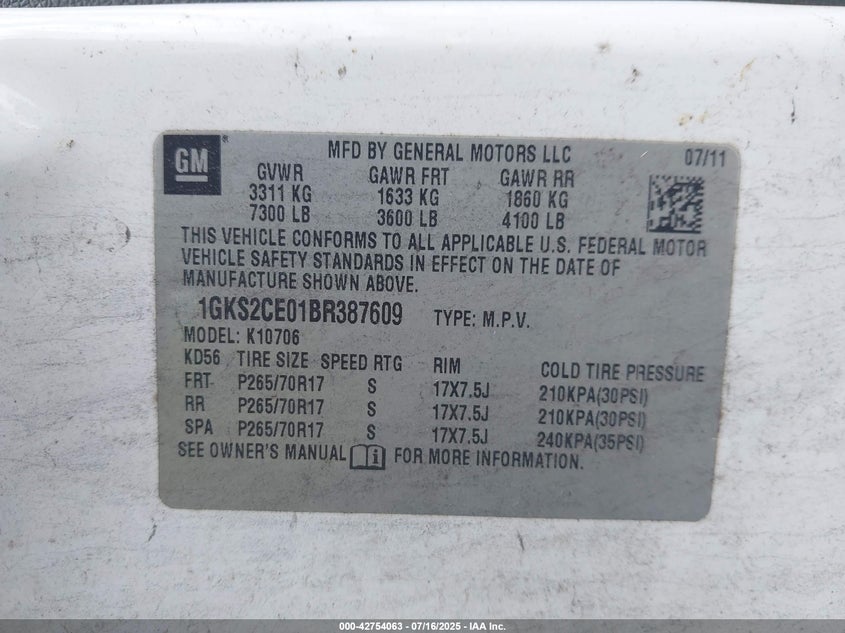 GM
MFD BY GENERAL MOTORS LLC 07/11
GVWR GAWR FRT GAWR RR
3311 KG 1633 KG 1860 KG
7300 LB 3600 LB 4100 LB
THIS VEHICLE CONFORMS TO ALL APPLICABLE U.S. FEDERAL MOTOR
VEHICLE SAFETY STANDARDS IN EFFECT ON THE DATE OF
MANUFACTURE SHOWN ABOVE.
1GKS2CE01BR387609 TYPE: M.P.V.
MODEL: K10706
KD56 TIRE SIZE SPEED RTG RIM COLD TIRE PRESSURE
FRT P265/70R17 S 17X7.5J 210KPA(30PSI)
RR P265/70R17 S 17X7.5J 210KPA(30PSI)
SPA P265/70R17 S 17X7.5J 240KPA(35PSI)
SEE OWNER'S MANUAL FOR MORE INFORMATION.
000-42754063 - 07/16/2025 - IAA Inc.